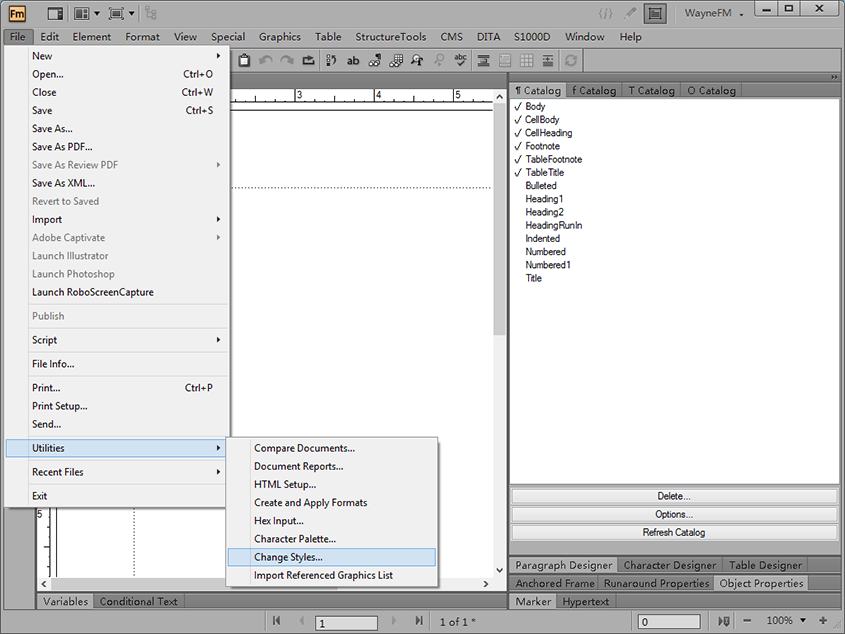 Fm
WayneFM
File Edit Element Format View Special Graphics Table StructureTools CMS DITA S1000D Window Help
New
Open... Ctrl+O
Close Ctrl+W
Save Ctrl+S
Save As...
Save As PDF...
Save As Review PDF
Save As XML...
Revert to Saved
Import
Adobe Captivate
Launch Illustrator
Launch Photoshop
Launch RoboScreenCapture
Publish
Script
File Info...
Print... Ctrl+P
Print Setup...
Send...
Utilities
Recent Files
Exit
Compare Documents...
Document Reports...
HTML Setup...
Create and Apply Formats
Hex Input...
Character Palette...
Change Styles...
Import Referenced Graphics List
ab
abc
3 4 5
5
¶ Catalog f Catalog T Catalog O Catalog
✓ Body
✓ CellBody
✓ CellHeading
✓ Footnote
✓ TableFootnote
✓ TableTitle
Bulleted
Heading1
Heading2
HeadingRunIn
Indented
Numbered
Numbered1
Title
Delete...
Options...
Refresh Catalog
Paragraph Designer Character Designer Table Designer
Anchored Frame Runaround Properties Object Properties
Marker Hypertext
Variables Conditional Text
1 1 of 1 * 0 100%